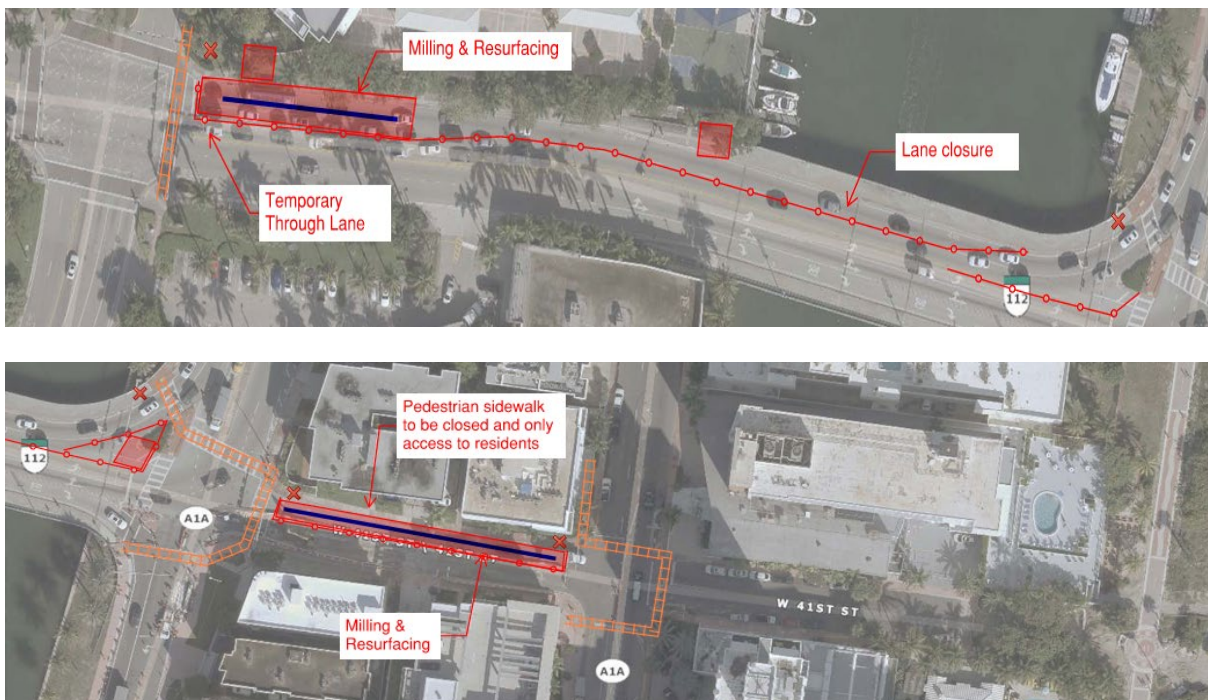 Milling & Resurfacing
Lane closure
Temporary
Through Lane
112
Pedestrian sidewalk
to be closed and only
access to residents
112
A1A
W 41ST ST
Milling &
Resurfacing
A1A